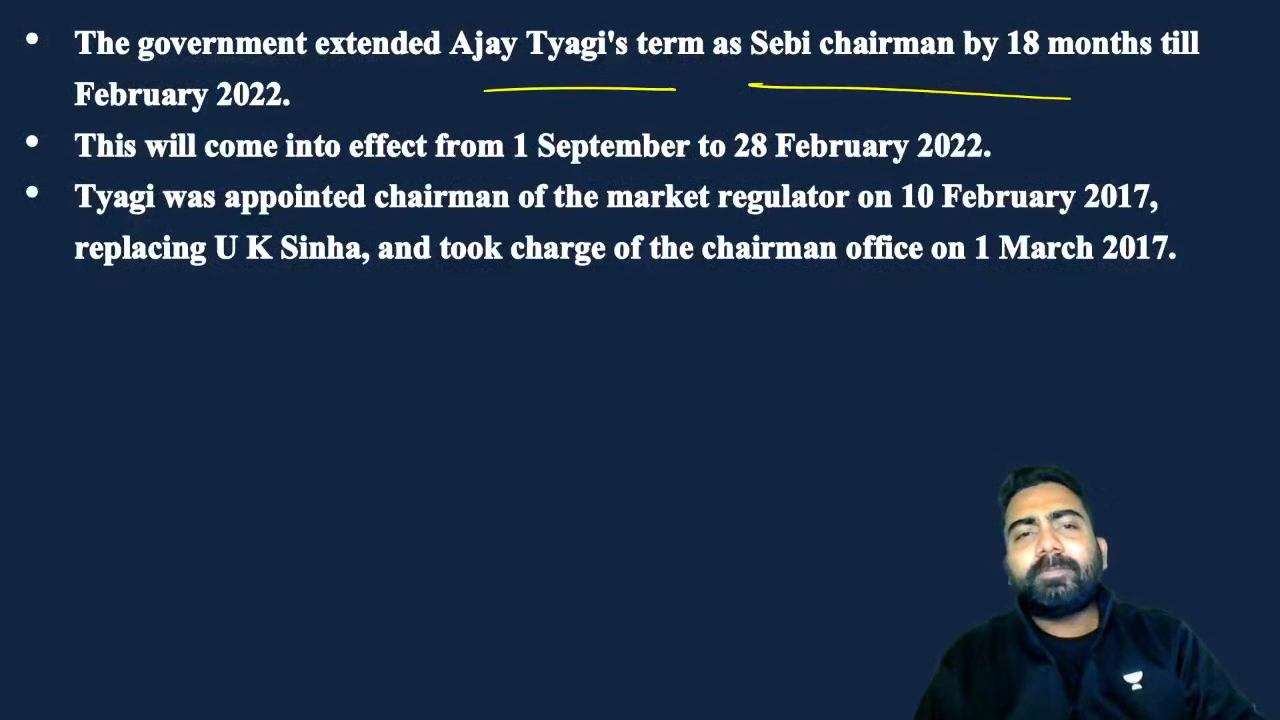 • The government extended Ajay Tyagi's term as Sebi chairman by 18 months till
February 2022.
• This will come into effect from 1 September to 28 February 2022.
• Tyagi was appointed chairman of the market regulator on 10 February 2017,
replacing U K Sinha, and took charge of the chairman office on 1 March 2017.